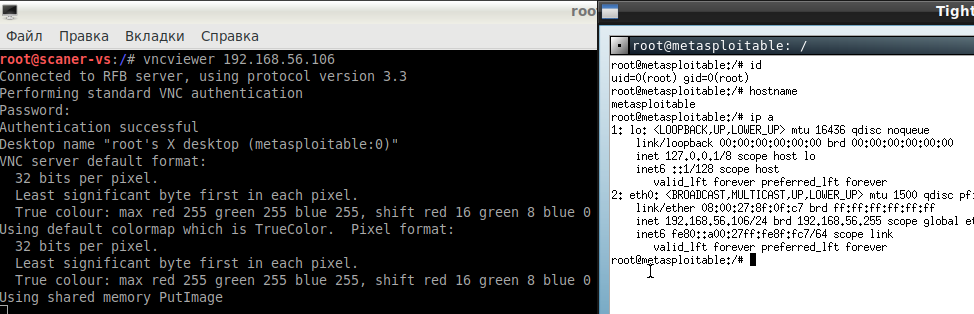 root
Файл Правка Вкладки Справка
root@scaner-vs:/# vncviewer 192.168.56.106
Connected to RFB server, using protocol version 3.3
Performing standard VNC authentication
Password:
Authentication successful
Desktop name "root's X desktop (metasploitable:0)"
VNC server default format:
32 bits per pixel.
Least significant byte first in each pixel.
True colour: max red 255 green 255 blue 255, shift red 16 green 8 blue 0
Using default colormap which is TrueColor. Pixel format:
32 bits per pixel.
Least significant byte first in each pixel.
True colour: max red 255 green 255 blue 255, shift red 16 green 8 blue 0
Using shared memory PutImage
Tight
root@metasploitable: /
root@metasploitable:/# id
uid=0(root) gid=0(root)
root@metasploitable:/# hostname
metasploitable
root@metasploitable:/# ip a
1: lo: <LOOPBACK,UP,LOWER_UP> mtu 16436 qdisc noqueue
link/loopback 00:00:00:00:00:00 brd 00:00:00:00:00:00
inet 127.0.0.1/8 scope host lo
inet6 ::1/128 scope host
valid_lft forever preferred_lft forever
2: eth0: <BROADCAST,MULTICAST,UP,LOWER_UP> mtu 1500 qdisc pfi
link/ether 08:00:27:8f:0f:c7 brd ff:ff:ff:ff:ff:ff
inet 192.168.56.106/24 brd 192.168.56.255 scope global et
inet6 fe80::a00:27ff:fe8f:fc7/64 scope link
valid_lft forever preferred_lft forever
root@metasploitable:/#